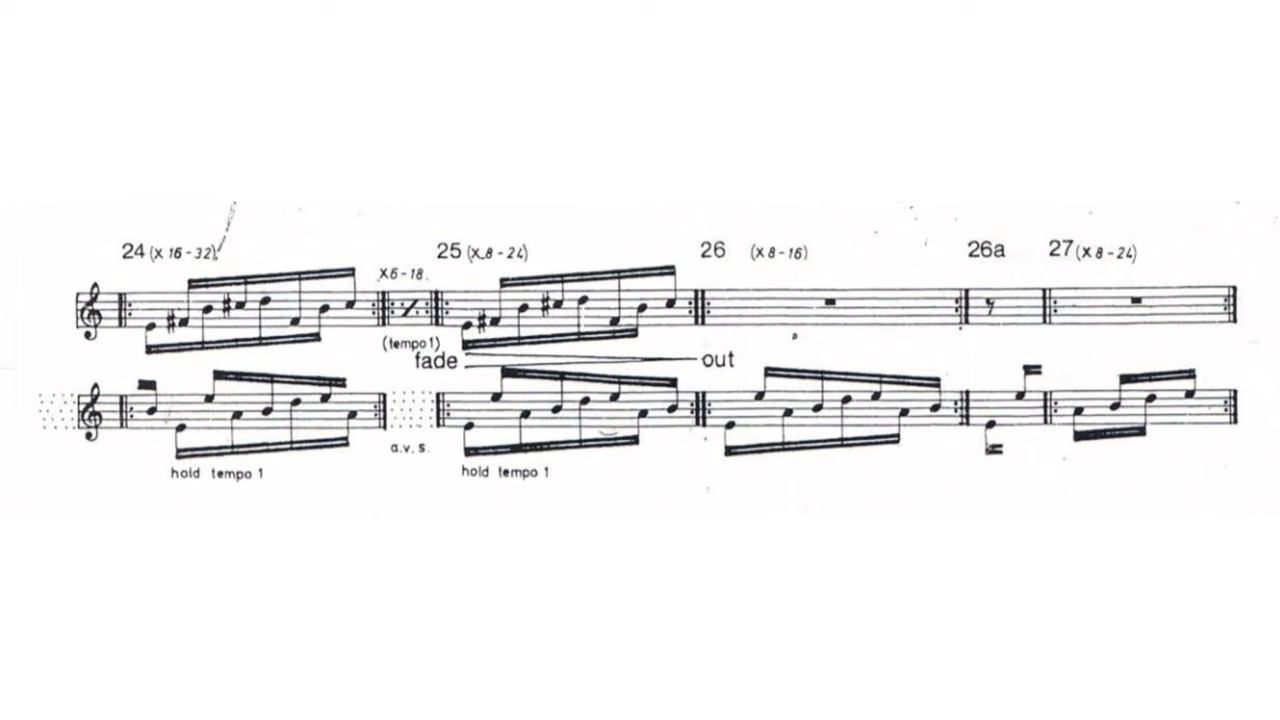 24 (x 16-32) 25 (x 8-24) 26 (x 8-16) 26a 27 (x 8-24)
x6-18.
(tempo 1)
fade out
a.v.s.
hold tempo 1 hold tempo 1